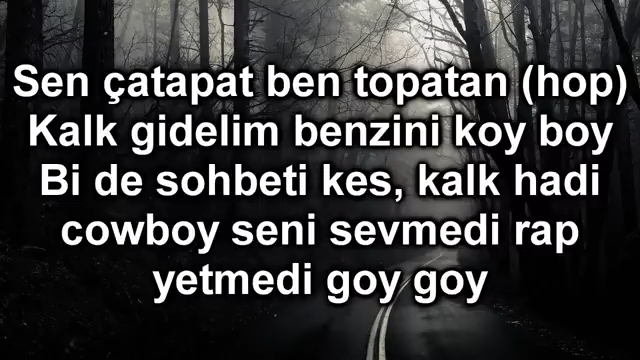 Sen çatapat ben topatan (hop)
Kalk gidelim benzini koy boy
Bi de sohbeti kes, kalk hadi
cowboy seni sevmedi rap
yetmedi goy goy